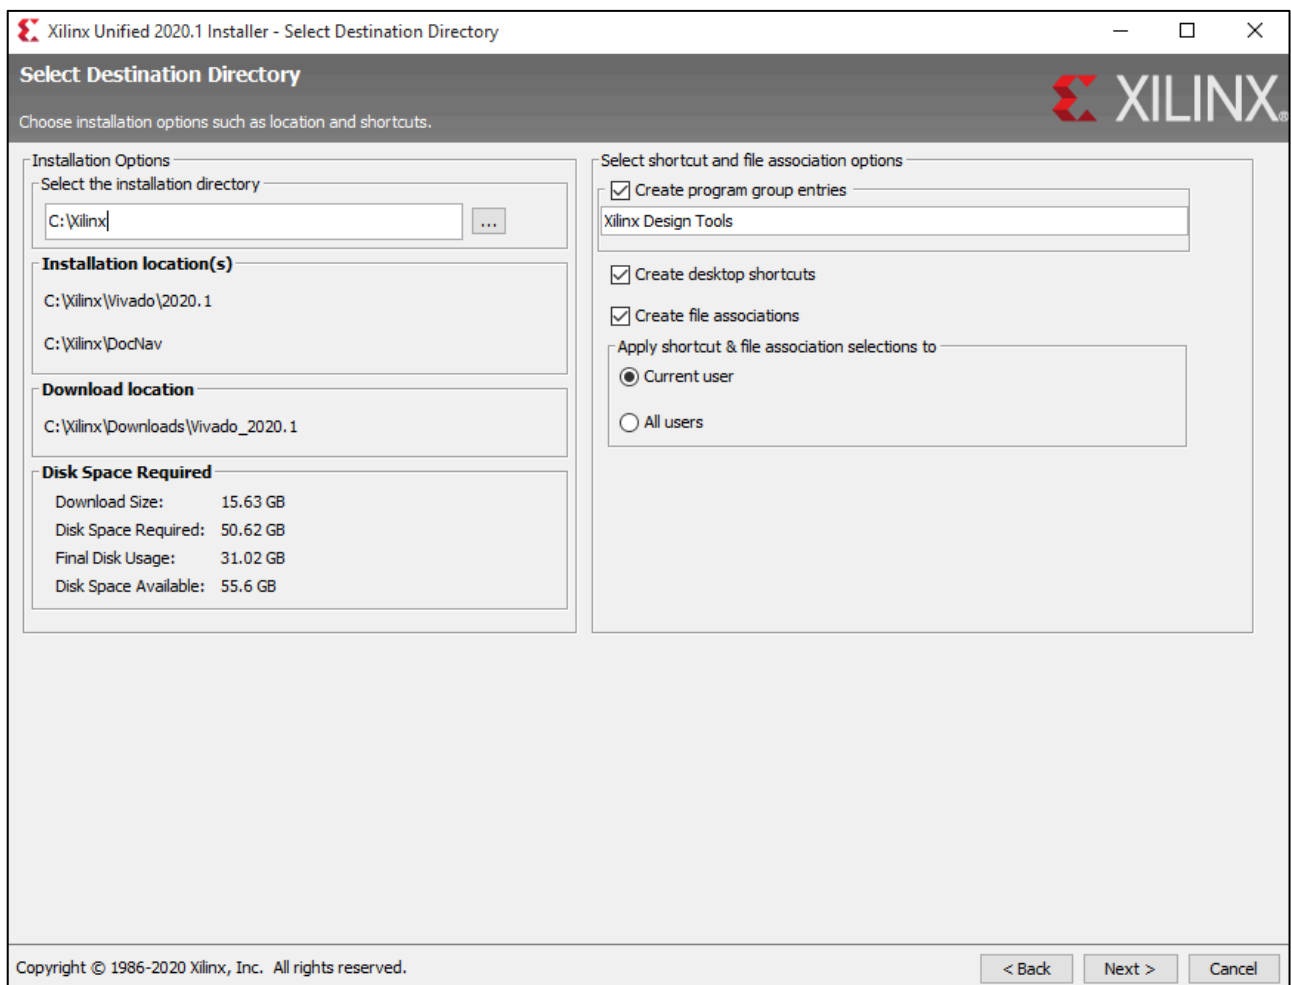 Xilinx Unified 2020.1 Installer - Select Destination Directory
Select Destination Directory
Choose installation options such as location and shortcuts.
XILINX®
Installation Options
Select the installation directory
C:\Xilinx
...
Installation location(s)
C:\Xilinx\Vivado\2020.1
C:\Xilinx\DocNav
Download location
C:\Xilinx\Downloads\Vivado_2020.1
Disk Space Required
Download Size: 15.63 GB
Disk Space Required: 50.62 GB
Final Disk Usage: 31.02 GB
Disk Space Available: 55.6 GB
Select shortcut and file association options
Create program group entries
Xilinx Design Tools
Create desktop shortcuts
Create file associations
Apply shortcut & file association selections to
Current user
All users
Copyright © 1986-2020 Xilinx, Inc. All rights reserved.
< Back
Next >
Cancel